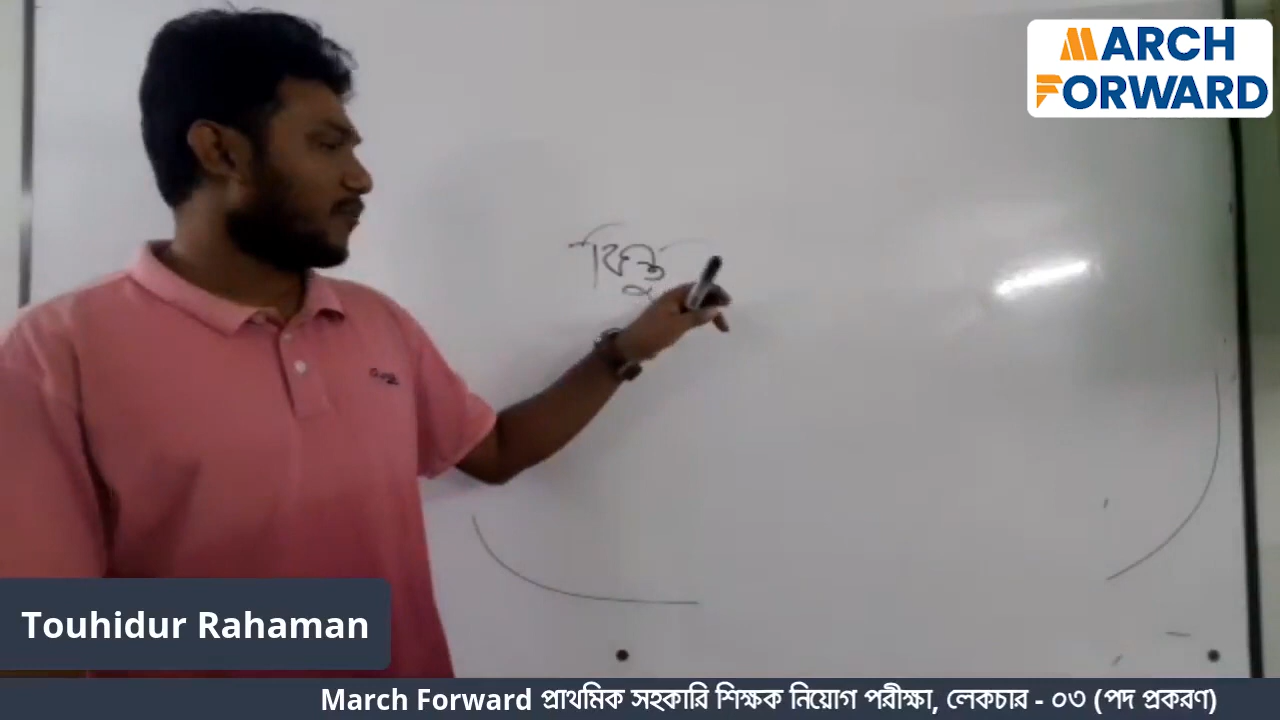 MARCH
FORWARD
কিন্তু
Touhidur Rahaman
March Forward প্রাথমিক সহকারি শিক্ষক নিয়োগ পরীক্ষা, লেকচার - ০৩ (পদ প্রকরণ)